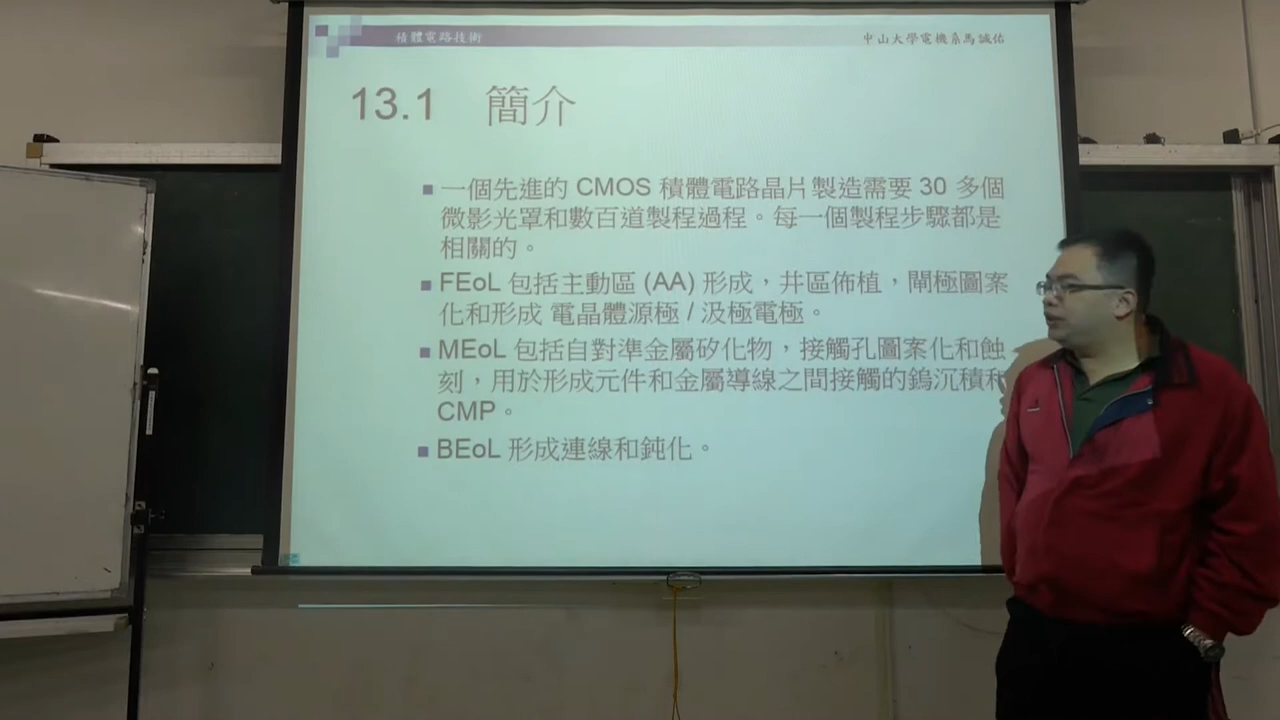 積體電路技術
中山大學電機系馬誠佑
13.1 簡介
一個先進的 CMOS 積體電路晶片製造需要 30 多個
微影光罩和數百道製程過程。每一個製程步驟都是
相關的。
FEoL 包括主動區 (AA) 形成，井區佈植，閘極圖案
化和形成 電晶體源極 / 汲極電極。
MEoL 包括自對準金屬矽化物，接觸孔圖案化和蝕
刻，用於形成元件和金屬導線之間接觸的鎢沉積和
CMP。
BEoL 形成連線和鈍化。